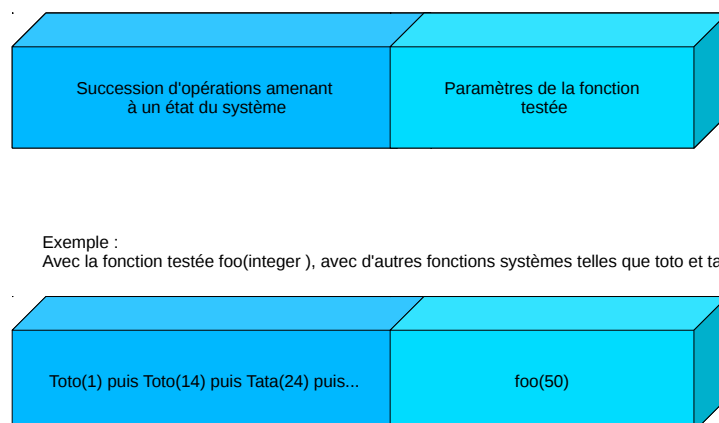 Succession d'opérations amenant
à un état du système
Paramètres de la fonction
testée
Exemple :
Avec la fonction testée foo(integer ), avec d'autres fonctions systèmes telles que toto et ta
Toto(1) puis Toto(14) puis Tata(24) puis...
foo(50)